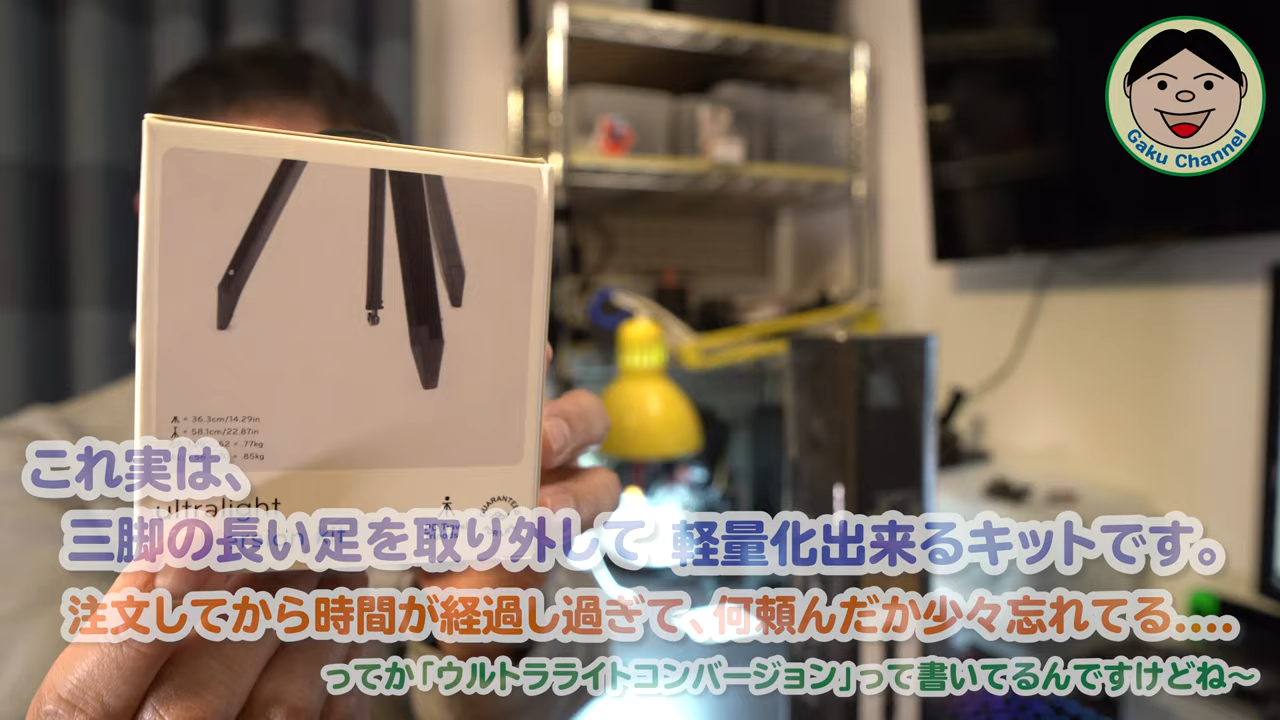 Gaku Channel
= 36.3cm/14.29in
= 58.1cm/22.87in
52 = .77kg
= .85kg
ultralight
GUARANTEE
これ実は、
三脚の長い足を取り外して 軽量化出来るキットです。
注文してから時間が経過し過ぎて、何頼んだか少々忘れてる....
ってか「ウルトラライトコンバージョン」って書いてるんですけどね〜